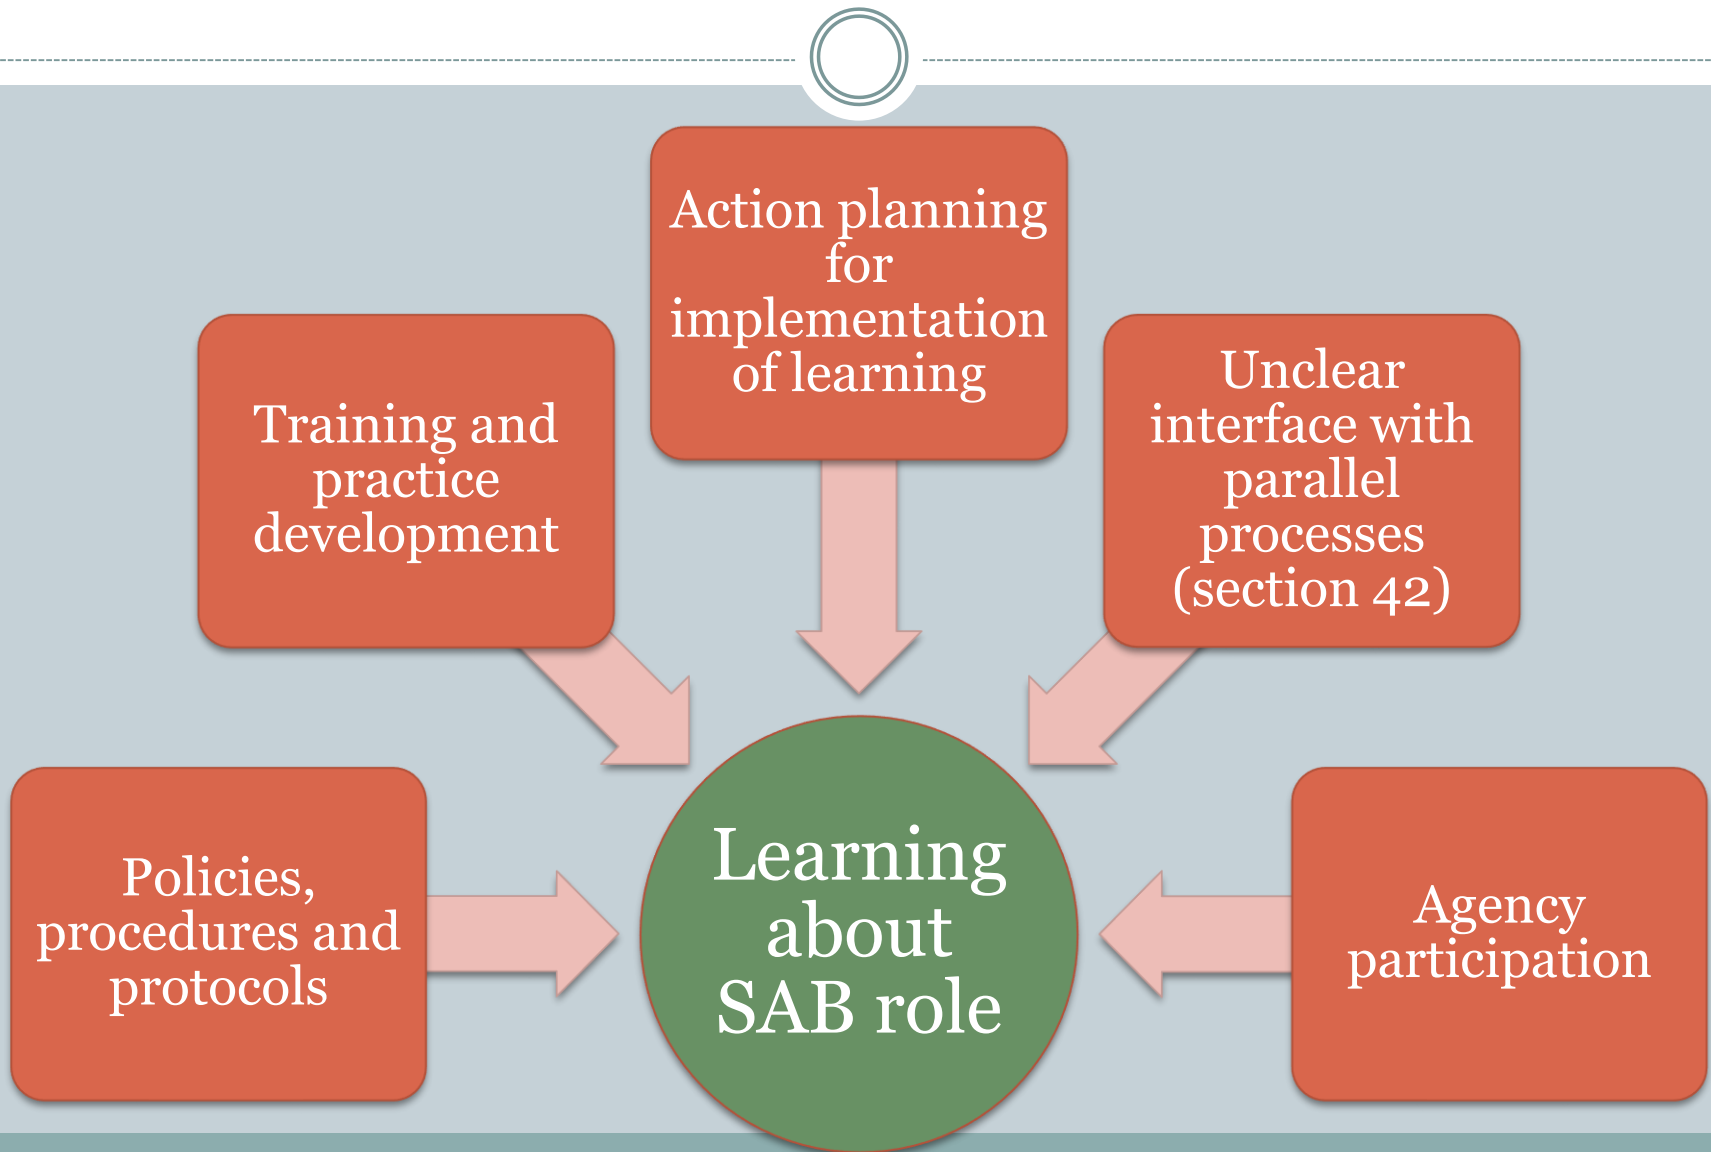 Action planning
for
implementation
of learning
Training and
practice
development
Unclear
interface with
parallel
processes
(section 42)
Policies,
procedures and
protocols
Learning
about
SAB role
Agency
participation